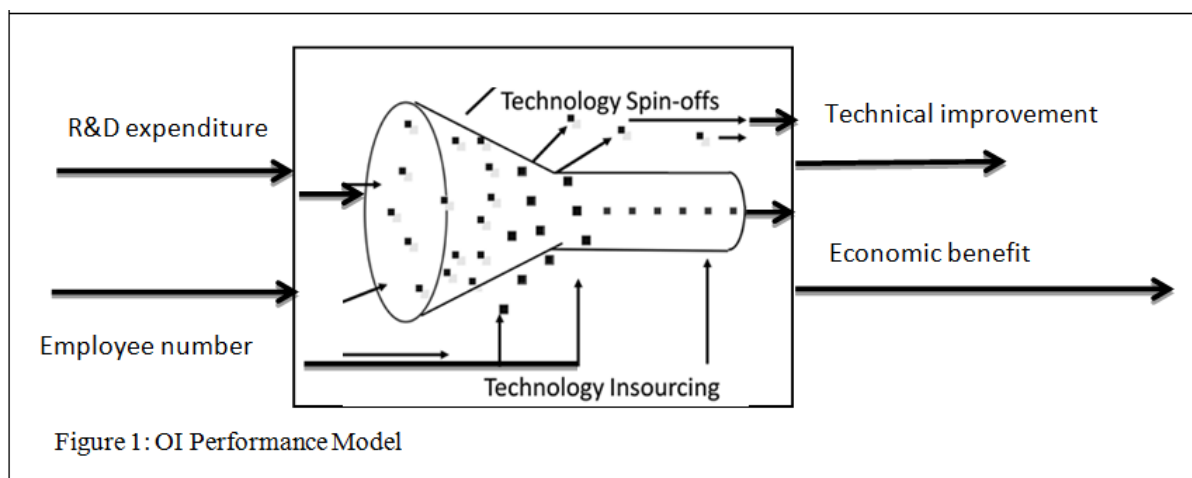 R&D expenditure
Employee number
Technology Spin-offs
Technology Insourcing
Technical improvement
Economic benefit
Figure 1: OI Performance Model